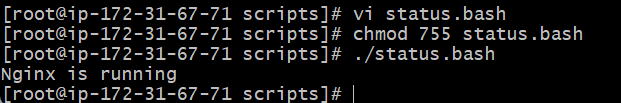 [root@ip-172-31-67-71 scripts]# vi status.bash
[root@ip-172-31-67-71 scripts]# chmod 755 status.bash
[root@ip-172-31-67-71 scripts]# ./status.bash
Nginx is running
[root@ip-172-31-67-71 scripts]#